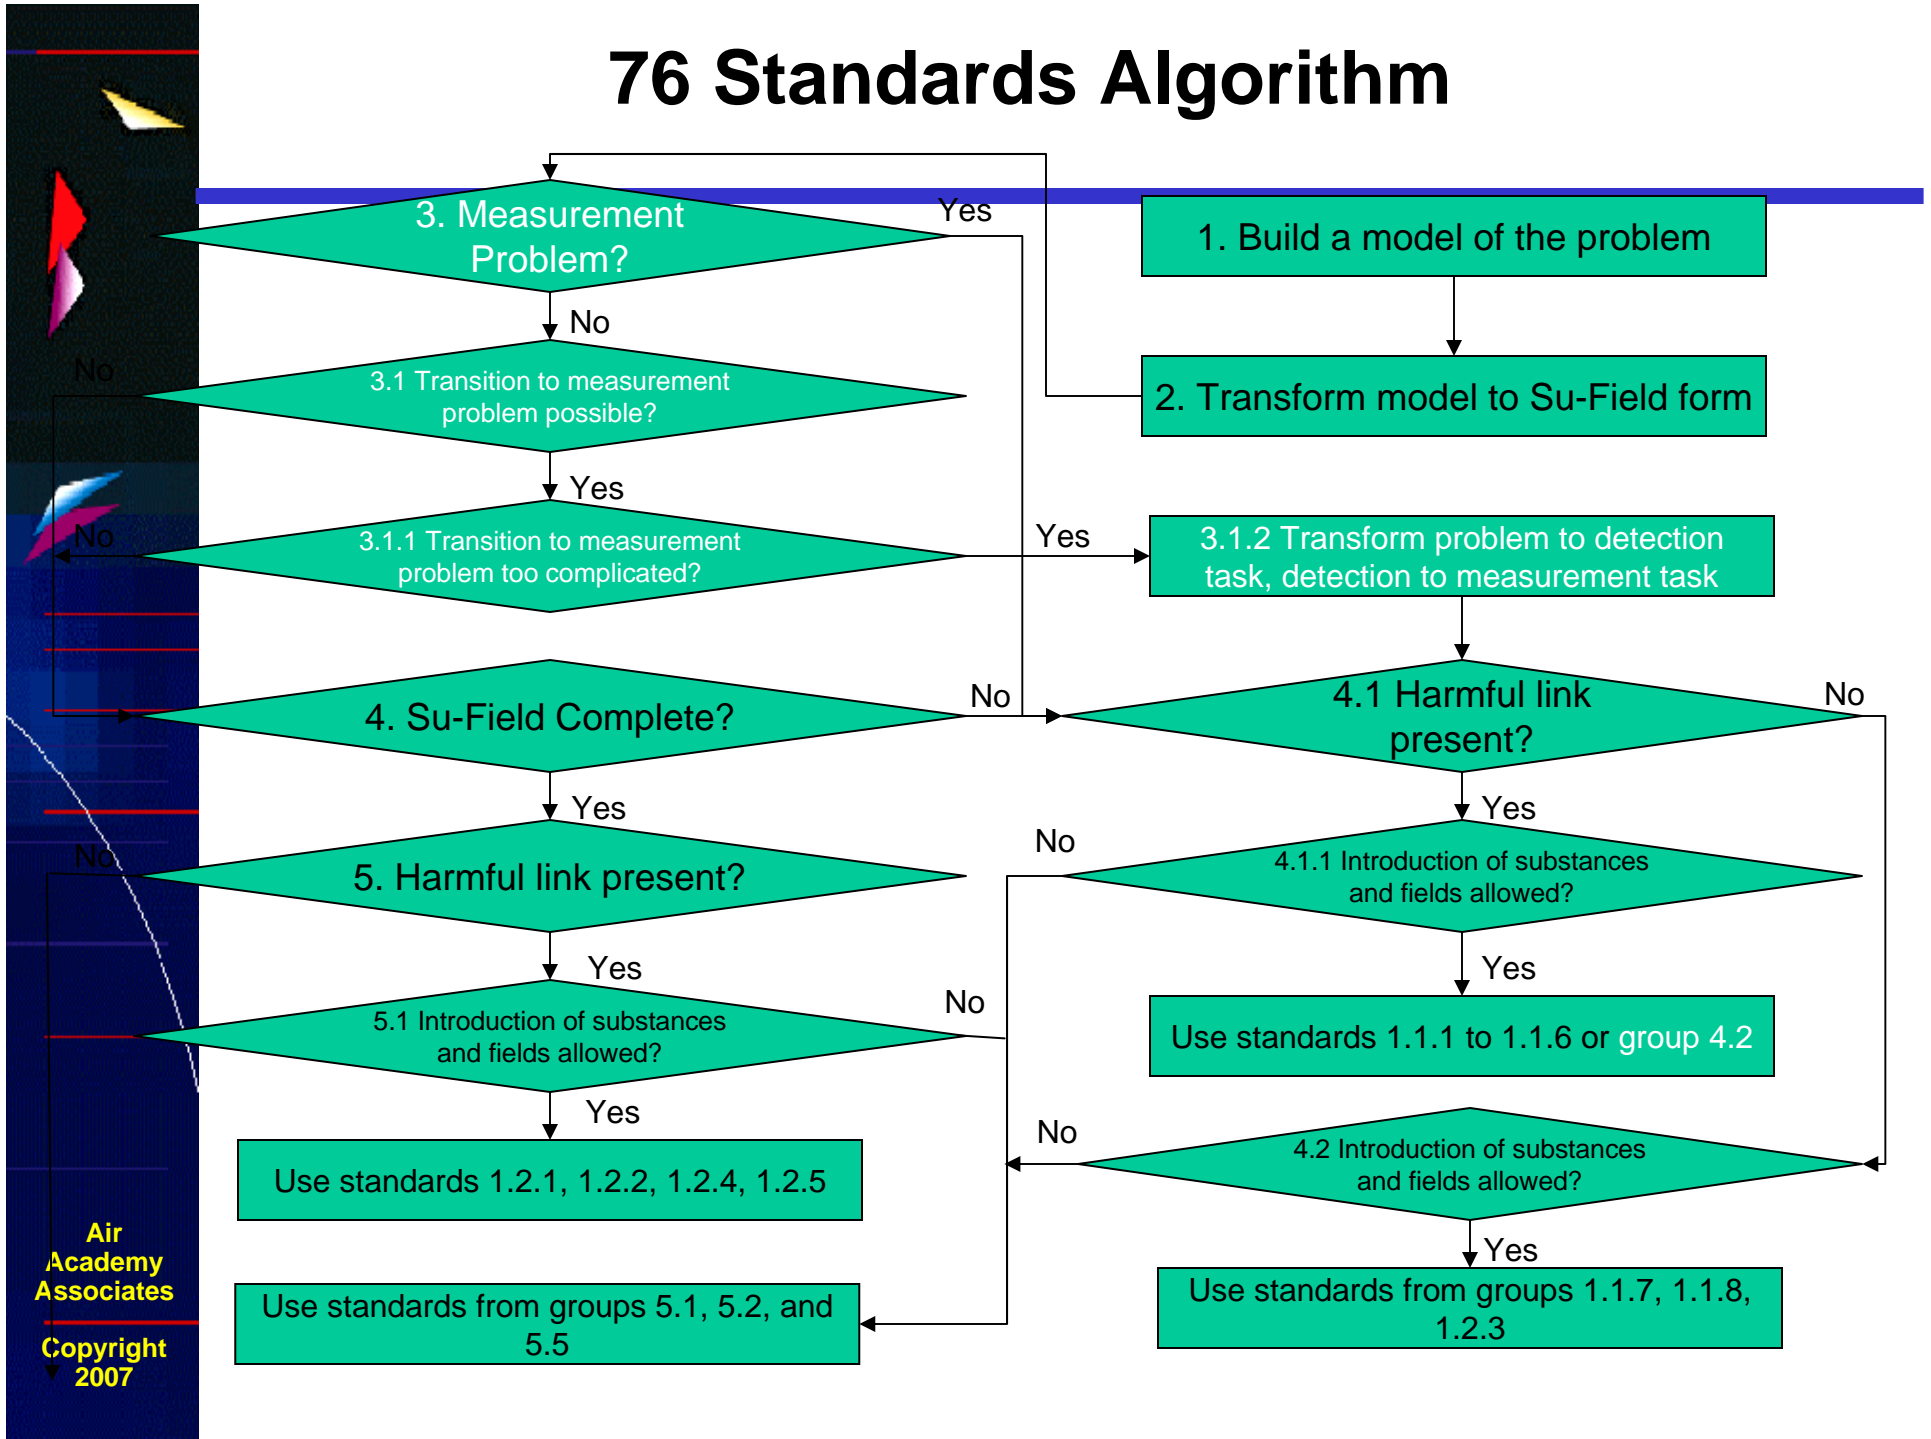 76 Standards Algorithm
3. Measurement
Problem?
Yes
1. Build a model of the problem
No
No
3.1 Transition to measurement
problem possible?
2. Transform model to Su-Field form
Yes
No
3.1.1 Transition to measurement
problem too complicated?
Yes
3.1.2 Transform problem to detection
task, detection to measurement task
4. Su-Field Complete?
No
4.1 Harmful link
present?
No
Yes
Yes
No
5. Harmful link present?
No
4.1.1 Introduction of substances
and fields allowed?
Yes
Yes
5.1 Introduction of substances
and fields allowed?
No
Use standards 1.1.1 to 1.1.6 or group 4.2
Yes
No
4.2 Introduction of substances
and fields allowed?
Use standards 1.2.1, 1.2.2, 1.2.4, 1.2.5
Yes
Use standards from groups 5.1, 5.2, and
5.5
Use standards from groups 1.1.7, 1.1.8,
1.2.3
Air
Academy
Associates
Copyright
2007